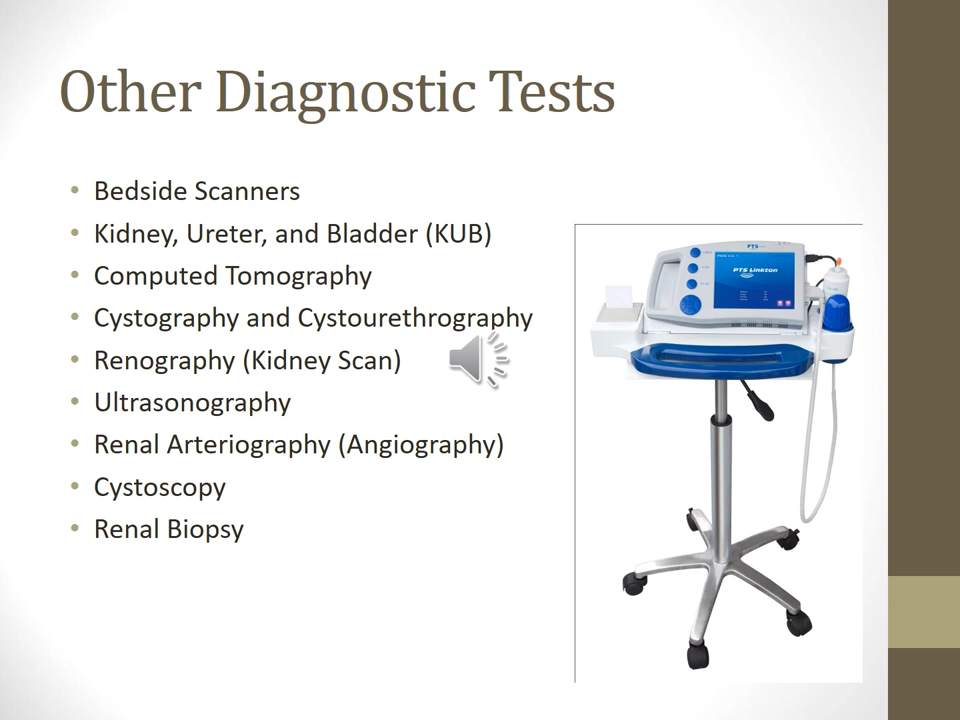 Other Diagnostic Tests
• Bedside Scanners
• Kidney, Ureter, and Bladder (KUB)
• Computed Tomography
• Cystography and Cystourethrography
• Renography (Kidney Scan)
• Ultrasonography
• Renal Arteriography (Angiography)
• Cystoscopy
• Renal Biopsy
PTS
PTS Linkton